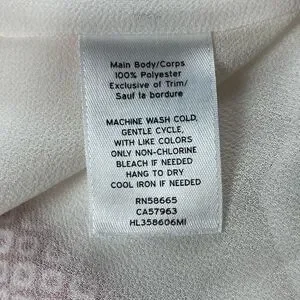 Main Body/Corps
100% Polyester
Exclusive of Trim/
Sauf la bordure
MACHINE WASH COLD,
GENTLE CYCLE,
WITH LIKE COLORS
ONLY NON-CHLORINE
BLEACH IF NEEDED
HANG TO DRY
COOL IRON IF NEEDED
RN58665
CA57963
HL358606MI